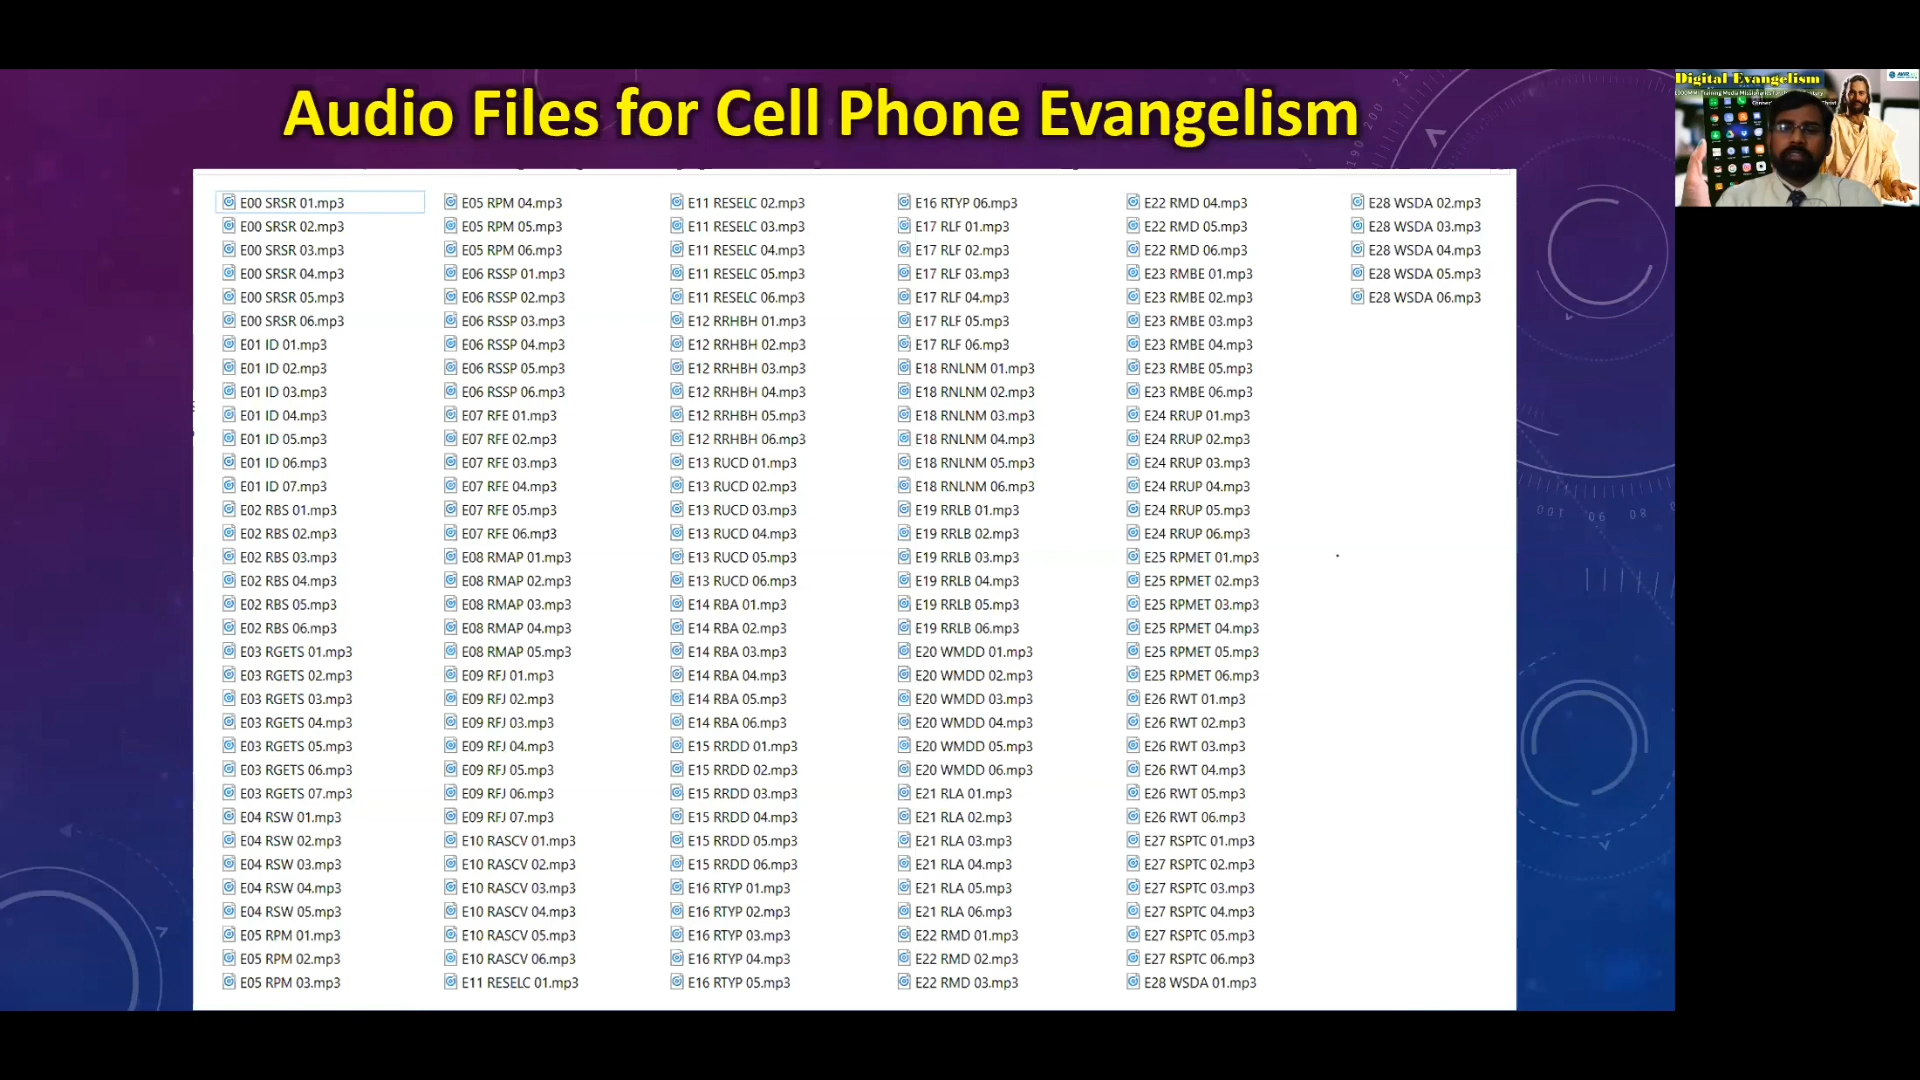 Audio Files for Cell Phone Evangelism
E00 SRSR 01.mp3
E00 SRSR 02.mp3
E00 SRSR 03.mp3
E00 SRSR 04.mp3
E00 SRSR 05.mp3
E00 SRSR 06.mp3
E01 ID 01.mp3
E01 ID 02.mp3
E01 ID 03.mp3
E01 ID 04.mp3
E01 ID 05.mp3
E01 ID 06.mp3
E01 ID 07.mp3
E02 RBS 01.mp3
E02 RBS 02.mp3
E02 RBS 03.mp3
E02 RBS 04.mp3
E02 RBS 05.mp3
E02 RBS 06.mp3
E03 RGETS 01.mp3
E03 RGETS 02.mp3
E03 RGETS 03.mp3
E03 RGETS 04.mp3
E03 RGETS 05.mp3
E03 RGETS 06.mp3
E03 RGETS 07.mp3
E04 RSW 01.mp3
E04 RSW 02.mp3
E04 RSW 03.mp3
E04 RSW 04.mp3
E04 RSW 05.mp3
E05 RPM 01.mp3
E05 RPM 02.mp3
E05 RPM 03.mp3
E05 RPM 04.mp3
E05 RPM 05.mp3
E05 RPM 06.mp3
E06 RSSP 01.mp3
E06 RSSP 02.mp3
E06 RSSP 03.mp3
E06 RSSP 04.mp3
E06 RSSP 05.mp3
E06 RSSP 06.mp3
E07 RFE 01.mp3
E07 RFE 02.mp3
E07 RFE 03.mp3
E07 RFE 04.mp3
E07 RFE 05.mp3
E07 RFE 06.mp3
E08 RMAP 01.mp3
E08 RMAP 02.mp3
E08 RMAP 03.mp3
E08 RMAP 04.mp3
E08 RMAP 05.mp3
E09 RFJ 01.mp3
E09 RFJ 02.mp3
E09 RFJ 03.mp3
E09 RFJ 04.mp3
E09 RFJ 05.mp3
E09 RFJ 06.mp3
E09 RFJ 07.mp3
E10 RASCV 01.mp3
E10 RASCV 02.mp3
E10 RASCV 03.mp3
E10 RASCV 04.mp3
E10 RASCV 05.mp3
E10 RASCV 06.mp3
E11 RESELC 01.mp3
E11 RESELC 02.mp3
E11 RESELC 03.mp3
E11 RESELC 04.mp3
E11 RESELC 05.mp3
E11 RESELC 06.mp3
E12 RRHBH 01.mp3
E12 RRHBH 02.mp3
E12 RRHBH 03.mp3
E12 RRHBH 04.mp3
E12 RRHBH 05.mp3
E12 RRHBH 06.mp3
E13 RUCD 01.mp3
E13 RUCD 02.mp3
E13 RUCD 03.mp3
E13 RUCD 04.mp3
E13 RUCD 05.mp3
E13 RUCD 06.mp3
E14 RBA 01.mp3
E14 RBA 02.mp3
E14 RBA 03.mp3
E14 RBA 04.mp3
E14 RBA 05.mp3
E14 RBA 06.mp3
E15 RRDD 01.mp3
E15 RRDD 02.mp3
E15 RRDD 03.mp3
E15 RRDD 04.mp3
E15 RRDD 05.mp3
E15 RRDD 06.mp3
E16 RTYP 01.mp3
E16 RTYP 02.mp3
E16 RTYP 03.mp3
E16 RTYP 04.mp3
E16 RTYP 05.mp3
E16 RTYP 06.mp3
E17 RLF 01.mp3
E17 RLF 02.mp3
E17 RLF 03.mp3
E17 RLF 04.mp3
E17 RLF 05.mp3
E17 RLF 06.mp3
E18 RNLNM 01.mp3
E18 RNLNM 02.mp3
E18 RNLNM 03.mp3
E18 RNLNM 04.mp3
E18 RNLNM 05.mp3
E18 RNLNM 06.mp3
E19 RRLB 01.mp3
E19 RRLB 02.mp3
E19 RRLB 03.mp3
E19 RRLB 04.mp3
E19 RRLB 05.mp3
E19 RRLB 06.mp3
E20 WMDD 01.mp3
E20 WMDD 02.mp3
E20 WMDD 03.mp3
E20 WMDD 04.mp3
E20 WMDD 05.mp3
E20 WMDD 06.mp3
E21 RLA 01.mp3
E21 RLA 02.mp3
E21 RLA 03.mp3
E21 RLA 04.mp3
E21 RLA 05.mp3
E21 RLA 06.mp3
E22 RMD 01.mp3
E22 RMD 02.mp3
E22 RMD 03.mp3
E22 RMD 04.mp3
E22 RMD 05.mp3
E22 RMD 06.mp3
E23 RMBE 01.mp3
E23 RMBE 02.mp3
E23 RMBE 03.mp3
E23 RMBE 04.mp3
E23 RMBE 05.mp3
E23 RMBE 06.mp3
E24 RRUP 01.mp3
E24 RRUP 02.mp3
E24 RRUP 03.mp3
E24 RRUP 04.mp3
E24 RRUP 05.mp3
E24 RRUP 06.mp3
E25 RPMET 01.mp3
E25 RPMET 02.mp3
E25 RPMET 03.mp3
E25 RPMET 04.mp3
E25 RPMET 05.mp3
E25 RPMET 06.mp3
E26 RWT 01.mp3
E26 RWT 02.mp3
E26 RWT 03.mp3
E26 RWT 04.mp3
E26 RWT 05.mp3
E26 RWT 06.mp3
E27 RSPTC 01.mp3
E27 RSPTC 02.mp3
E27 RSPTC 03.mp3
E27 RSPTC 04.mp3
E27 RSPTC 05.mp3
E27 RSPTC 06.mp3
E28 WSDA 01.mp3
E28 WSDA 02.mp3
E28 WSDA 03.mp3
E28 WSDA 04.mp3
E28 WSDA 05.mp3
E28 WSDA 06.mp3
Digital Evangelism
100 90 80